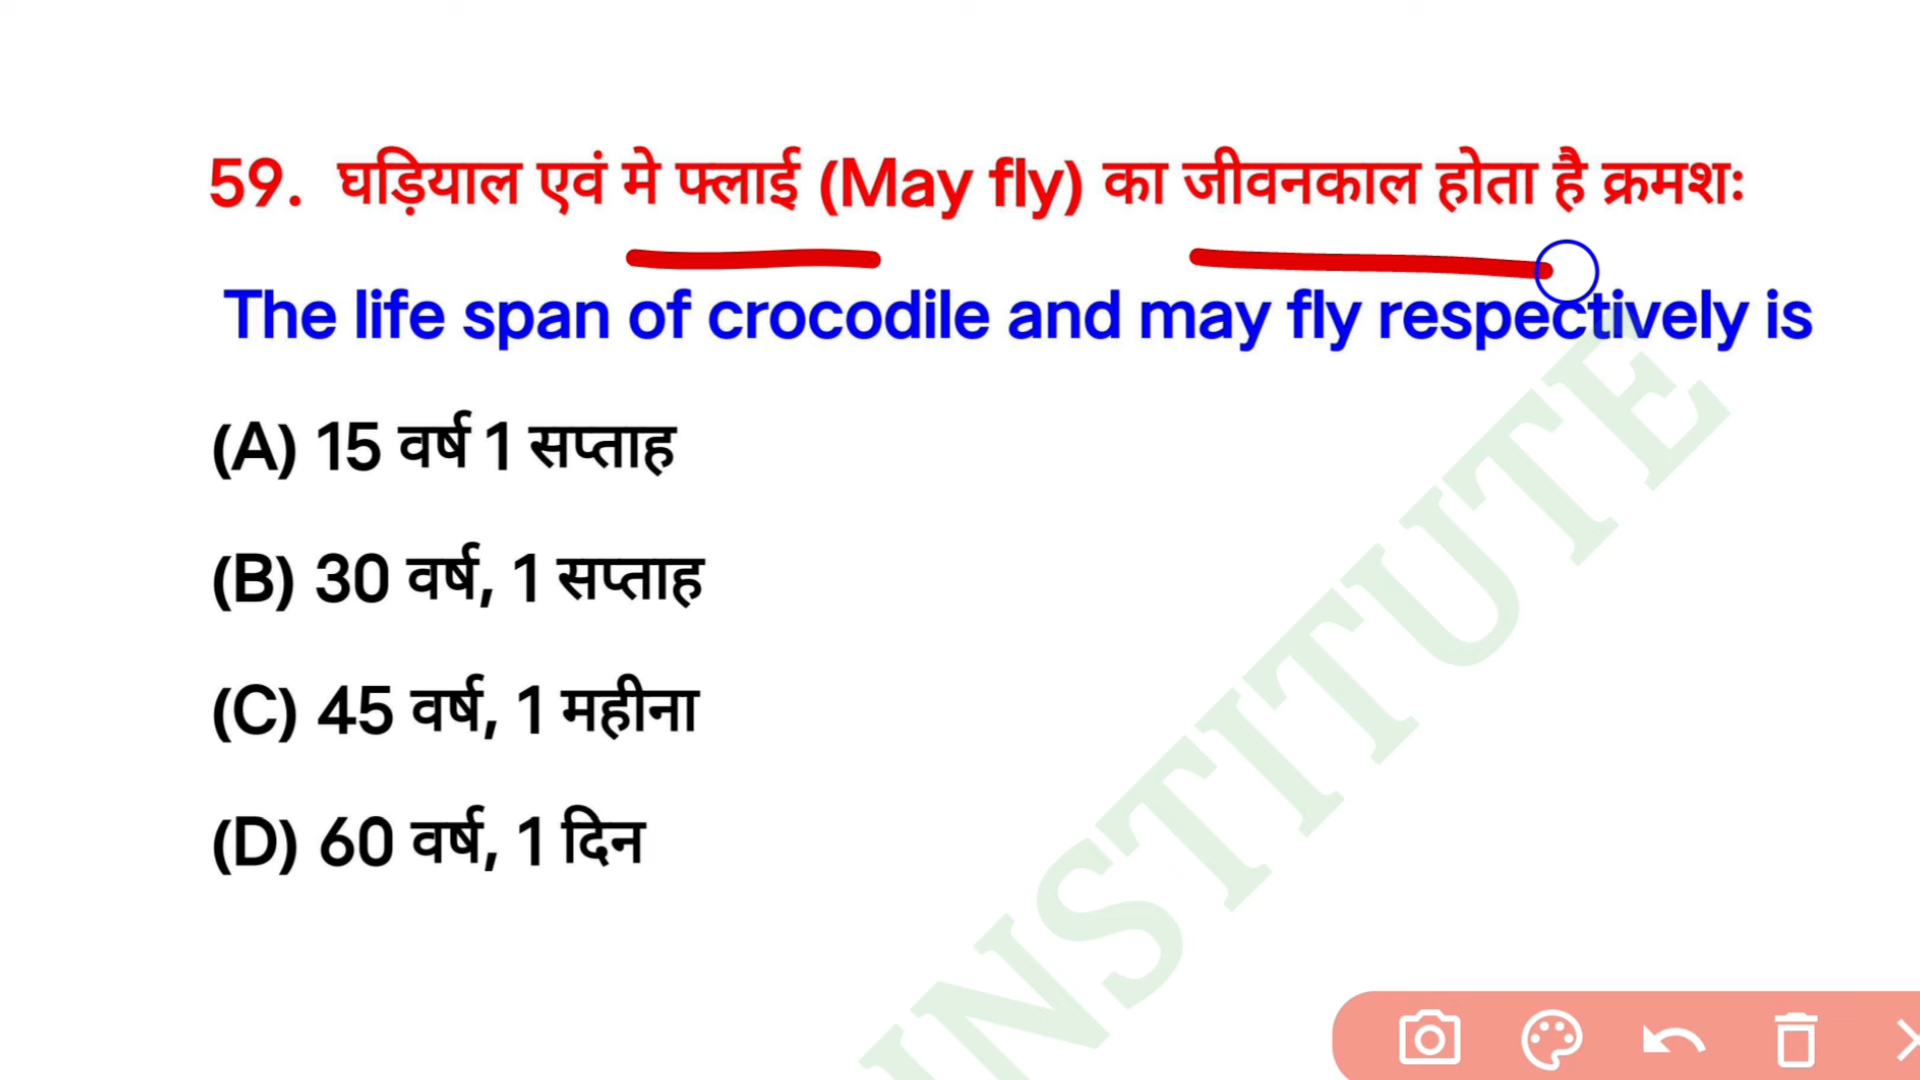 59. घड़ियाल एवं मे फ्लाई (May fly) का जीवनकाल होता है क्रमशः
The life span of crocodile and may fly respectively is
(A) 15 वर्ष 1 सप्ताह
(B) 30 वर्ष, 1 सप्ताह
(C) 45 वर्ष, 1 महीना
(D) 60 वर्ष, 1 दिन
INSTITUTE